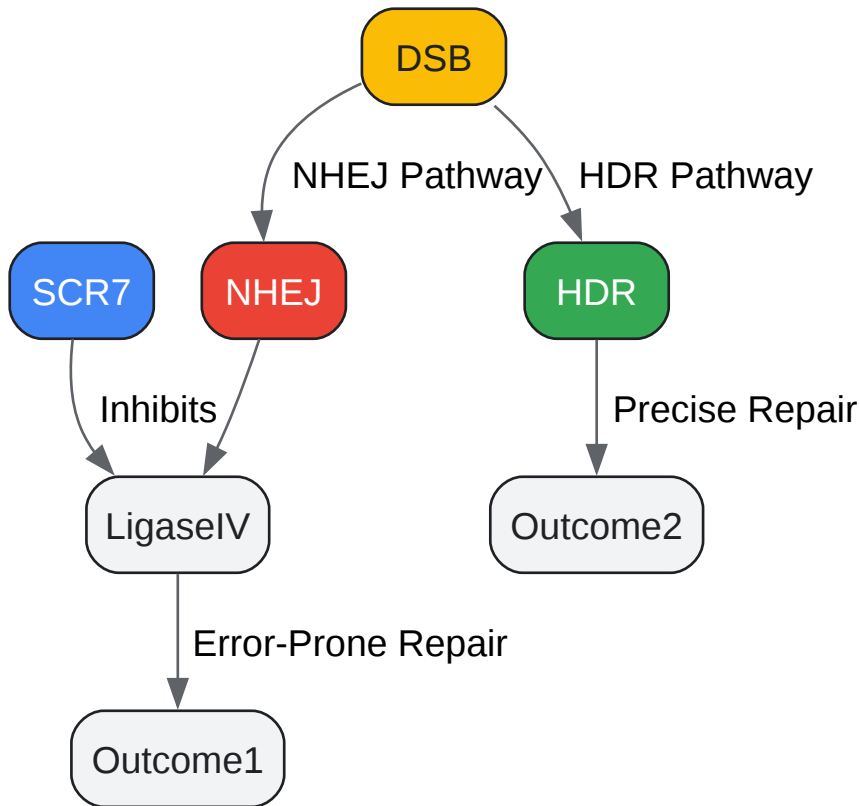 DSB
NHEJ Pathway
HDR Pathway
SCR7
NHEJ
HDR
Inhibits
Precise Repair
LigaseIV
Outcome2
Error-Prone Repair
Outcome1